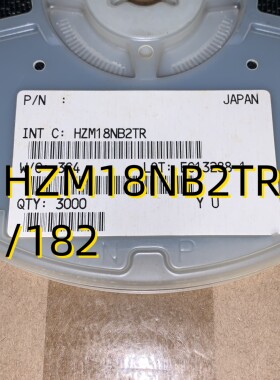 P/N : JAPAN
INT C: HZM18NB2TR
HZM18NB2TR
/182
QTY: 3000 Y U